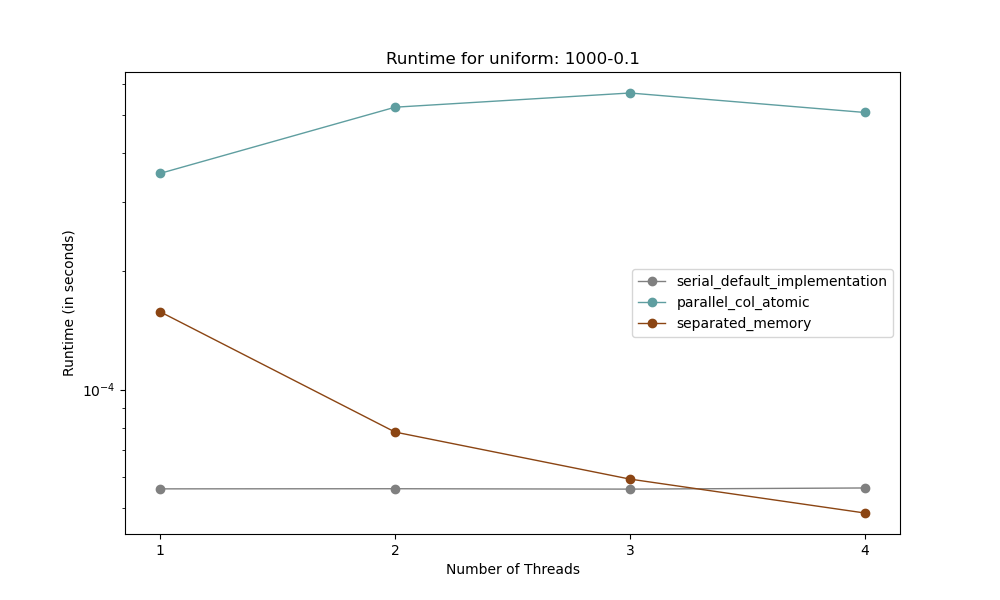 Runtime for uniform: 1000-0.1
Runtime (in seconds)
10⁻⁴
serial_default_implementation
parallel_col_atomic
separated_memory
1 2 3 4
Number of Threads